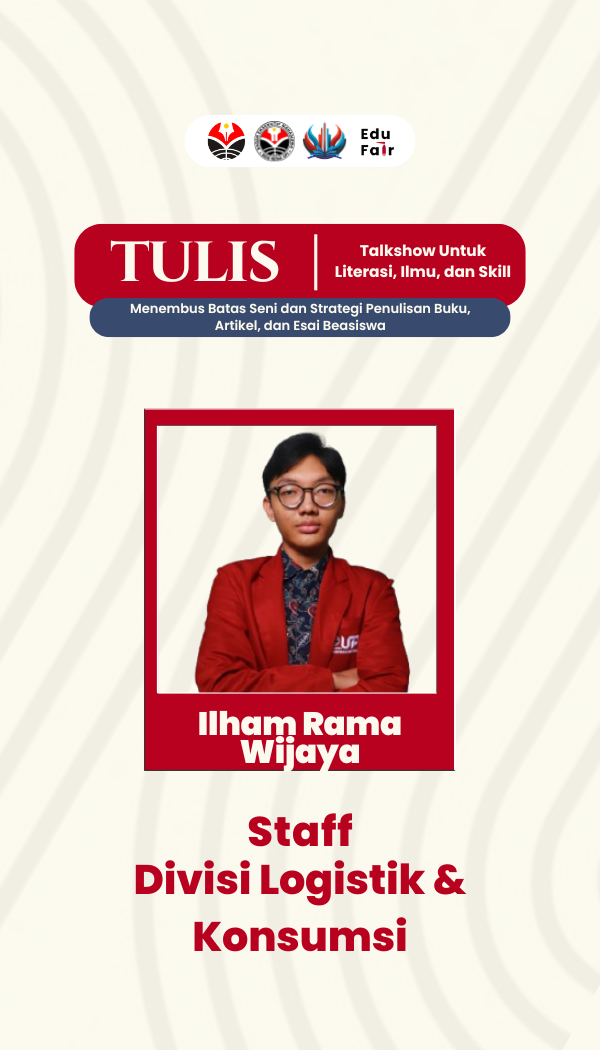 Edu
Fair
TULIS
Talkshow Untuk
Literasi, Ilmu, dan Skill
Menembus Batas Seni dan Strategi Penulisan Buku,
Artikel, dan Esai Beasiswa
Ilham Rama
Wijaya
Staff
Divisi Logistik &
Konsumsi